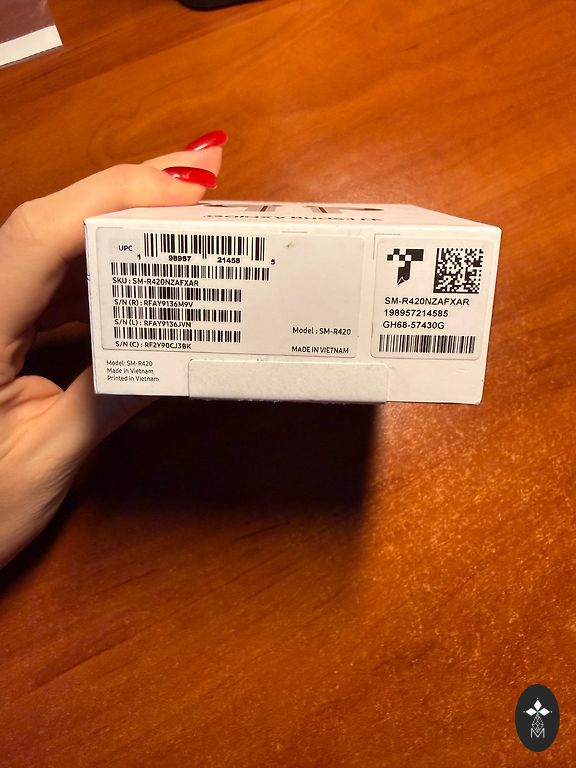 UPC
1 98957 21458 5
SKU : SM-R420NZAFXAR
S/N (R) : RFAY9136M9V
S/N (L) : RFAY9136JVN
S/N (C) : RF2Y90CJ3BK
Model : SM-R420
MADE IN VIETNAM
Model: SM-R420
Made in Vietnam
Printed in Vietnam
SM-R420NZAFXAR
198957214585
GH68-57430G
M